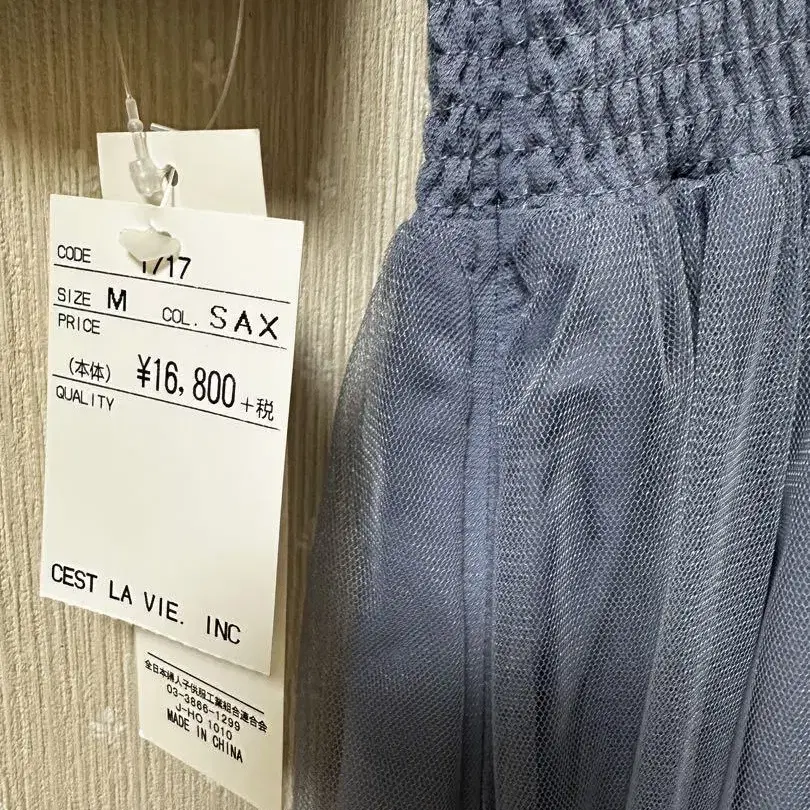 CODE 1717
SIZE M COL. SAX
PRICE
(本体) ¥16,800 +税
QUALITY
CEST LA VIE. INC
全日本婦人子供服工業組合連合会
03-3866-1299
J-HO 1010
MADE IN CHINA